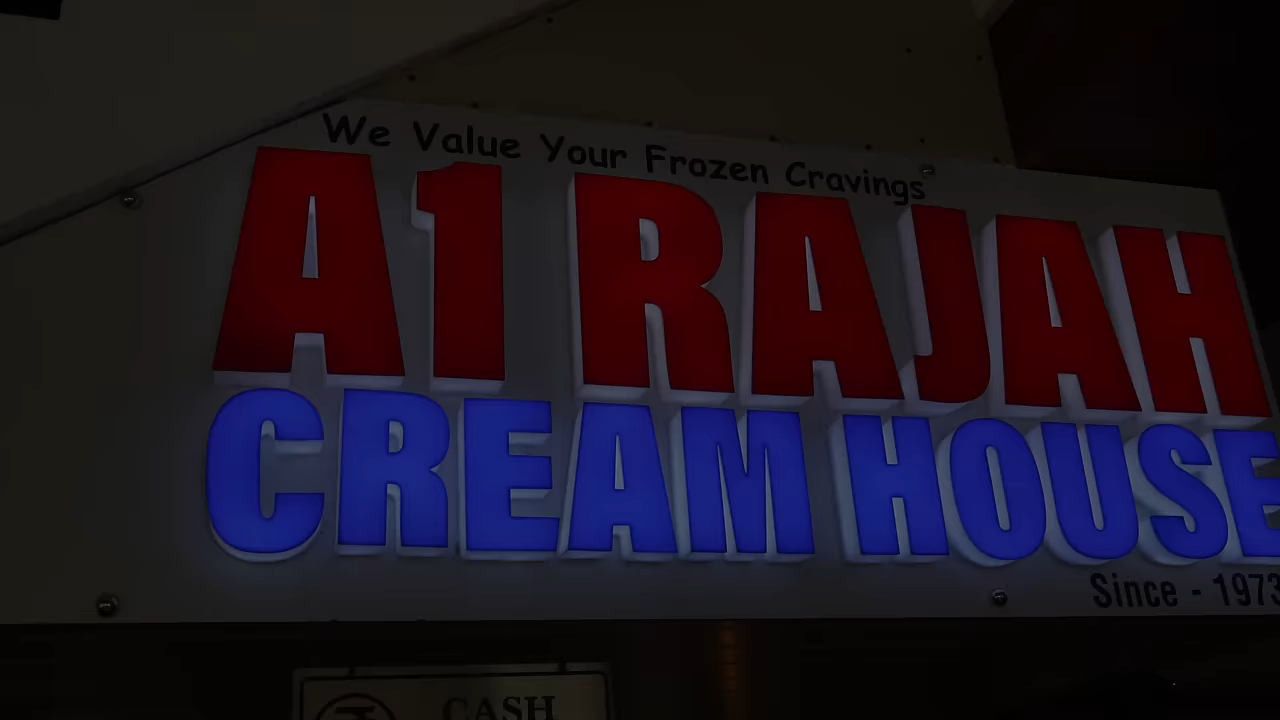 We Value Your Frozen Cravings
A1 RAJAH
CREAM HOUSE
Since - 1973
CASH